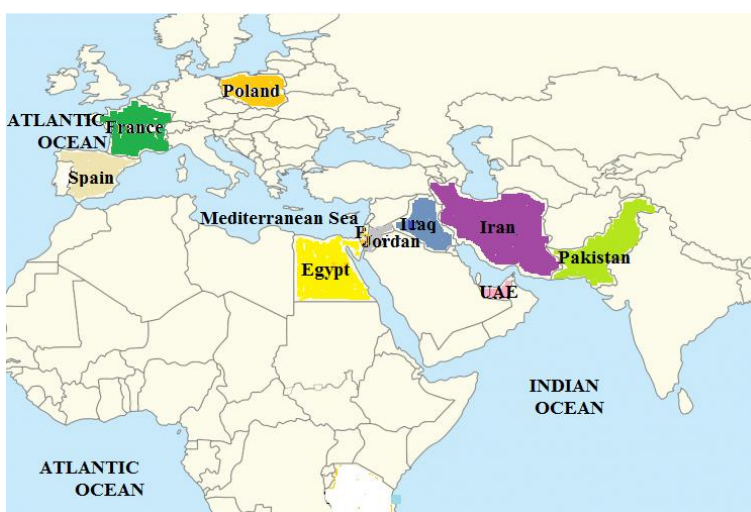 Poland
ATLANTIC
OCEAN
France
Spain
Mediterranean Sea
P
Jordan
Iraq
Iran
Egypt
Pakistan
UAE
INDIAN
OCEAN
ATLANTIC
OCEAN